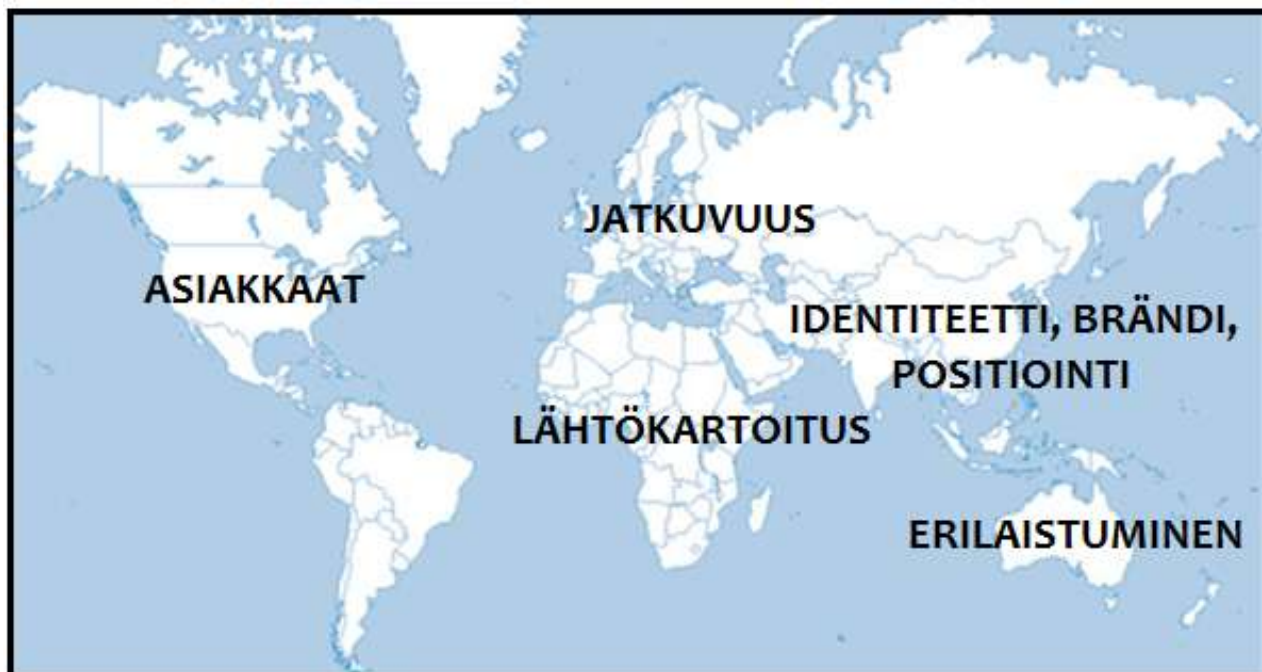 JATKUVUUS
ASIAKKAAT
IDENTITEETTI, BRÄNDI,
POSITIOINTI
LÄHTÖKARTOITUS
ERILAISTUMINEN